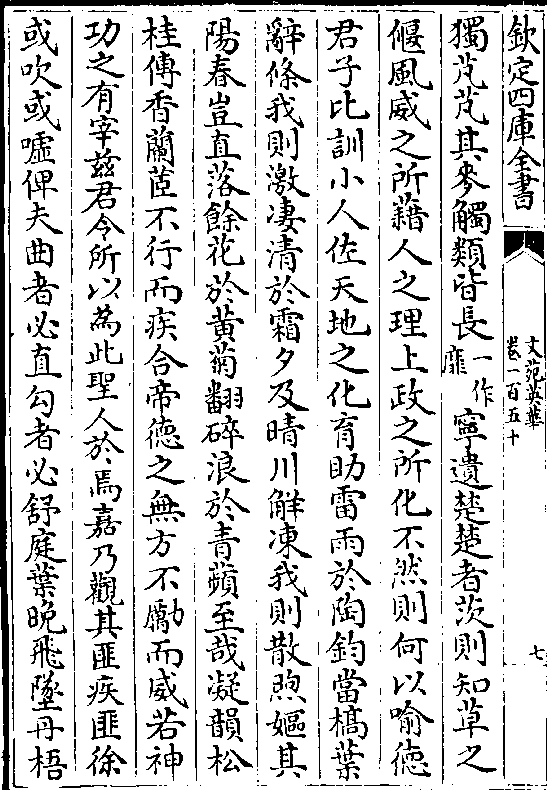 欽定四庫全書
文苑英華
卷一百五十
七
獨芃芃其麥觸類皆長一作靡寧遺楚楚者茨則知草之
偃風威之所藉人之理上政之所化不然則何以喻德
君子比訓小人佐天地之化育助雷雨於陶鈞當槁葉
辭條我則激凄清於霜夕及晴川解凍我則散煦嫗其
陽春豈直落餘花於黄菊翻碎浪於青蘋至哉凝韻松
桂傳香蘭茝不行而疾合帝德之無方不勵而威若神
功之有宰兹君令所以為此聖人於焉嘉乃觀其匪疾匪徐
或吹或嘘俾夫曲者必直勾者必舒庭葉晩飛墜丹梧